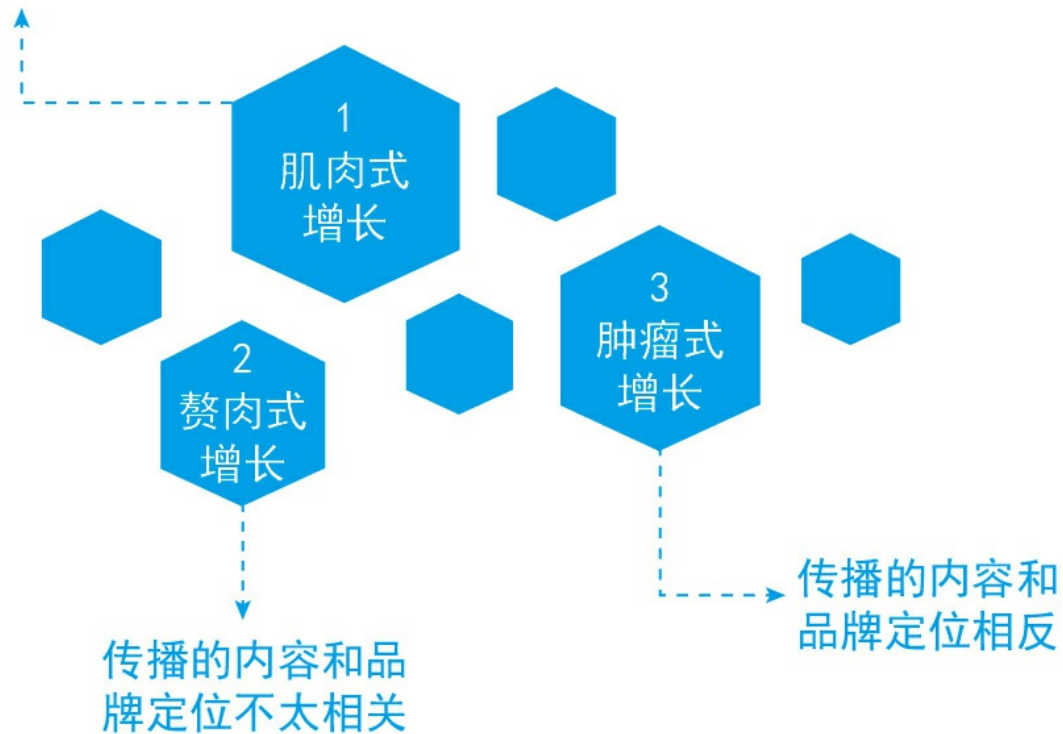 1
肌肉式
增长
2
赘肉式
增长
3
肿瘤式
增长
传播的内容和品
牌定位不太相关
传播的内容和
品牌定位相反